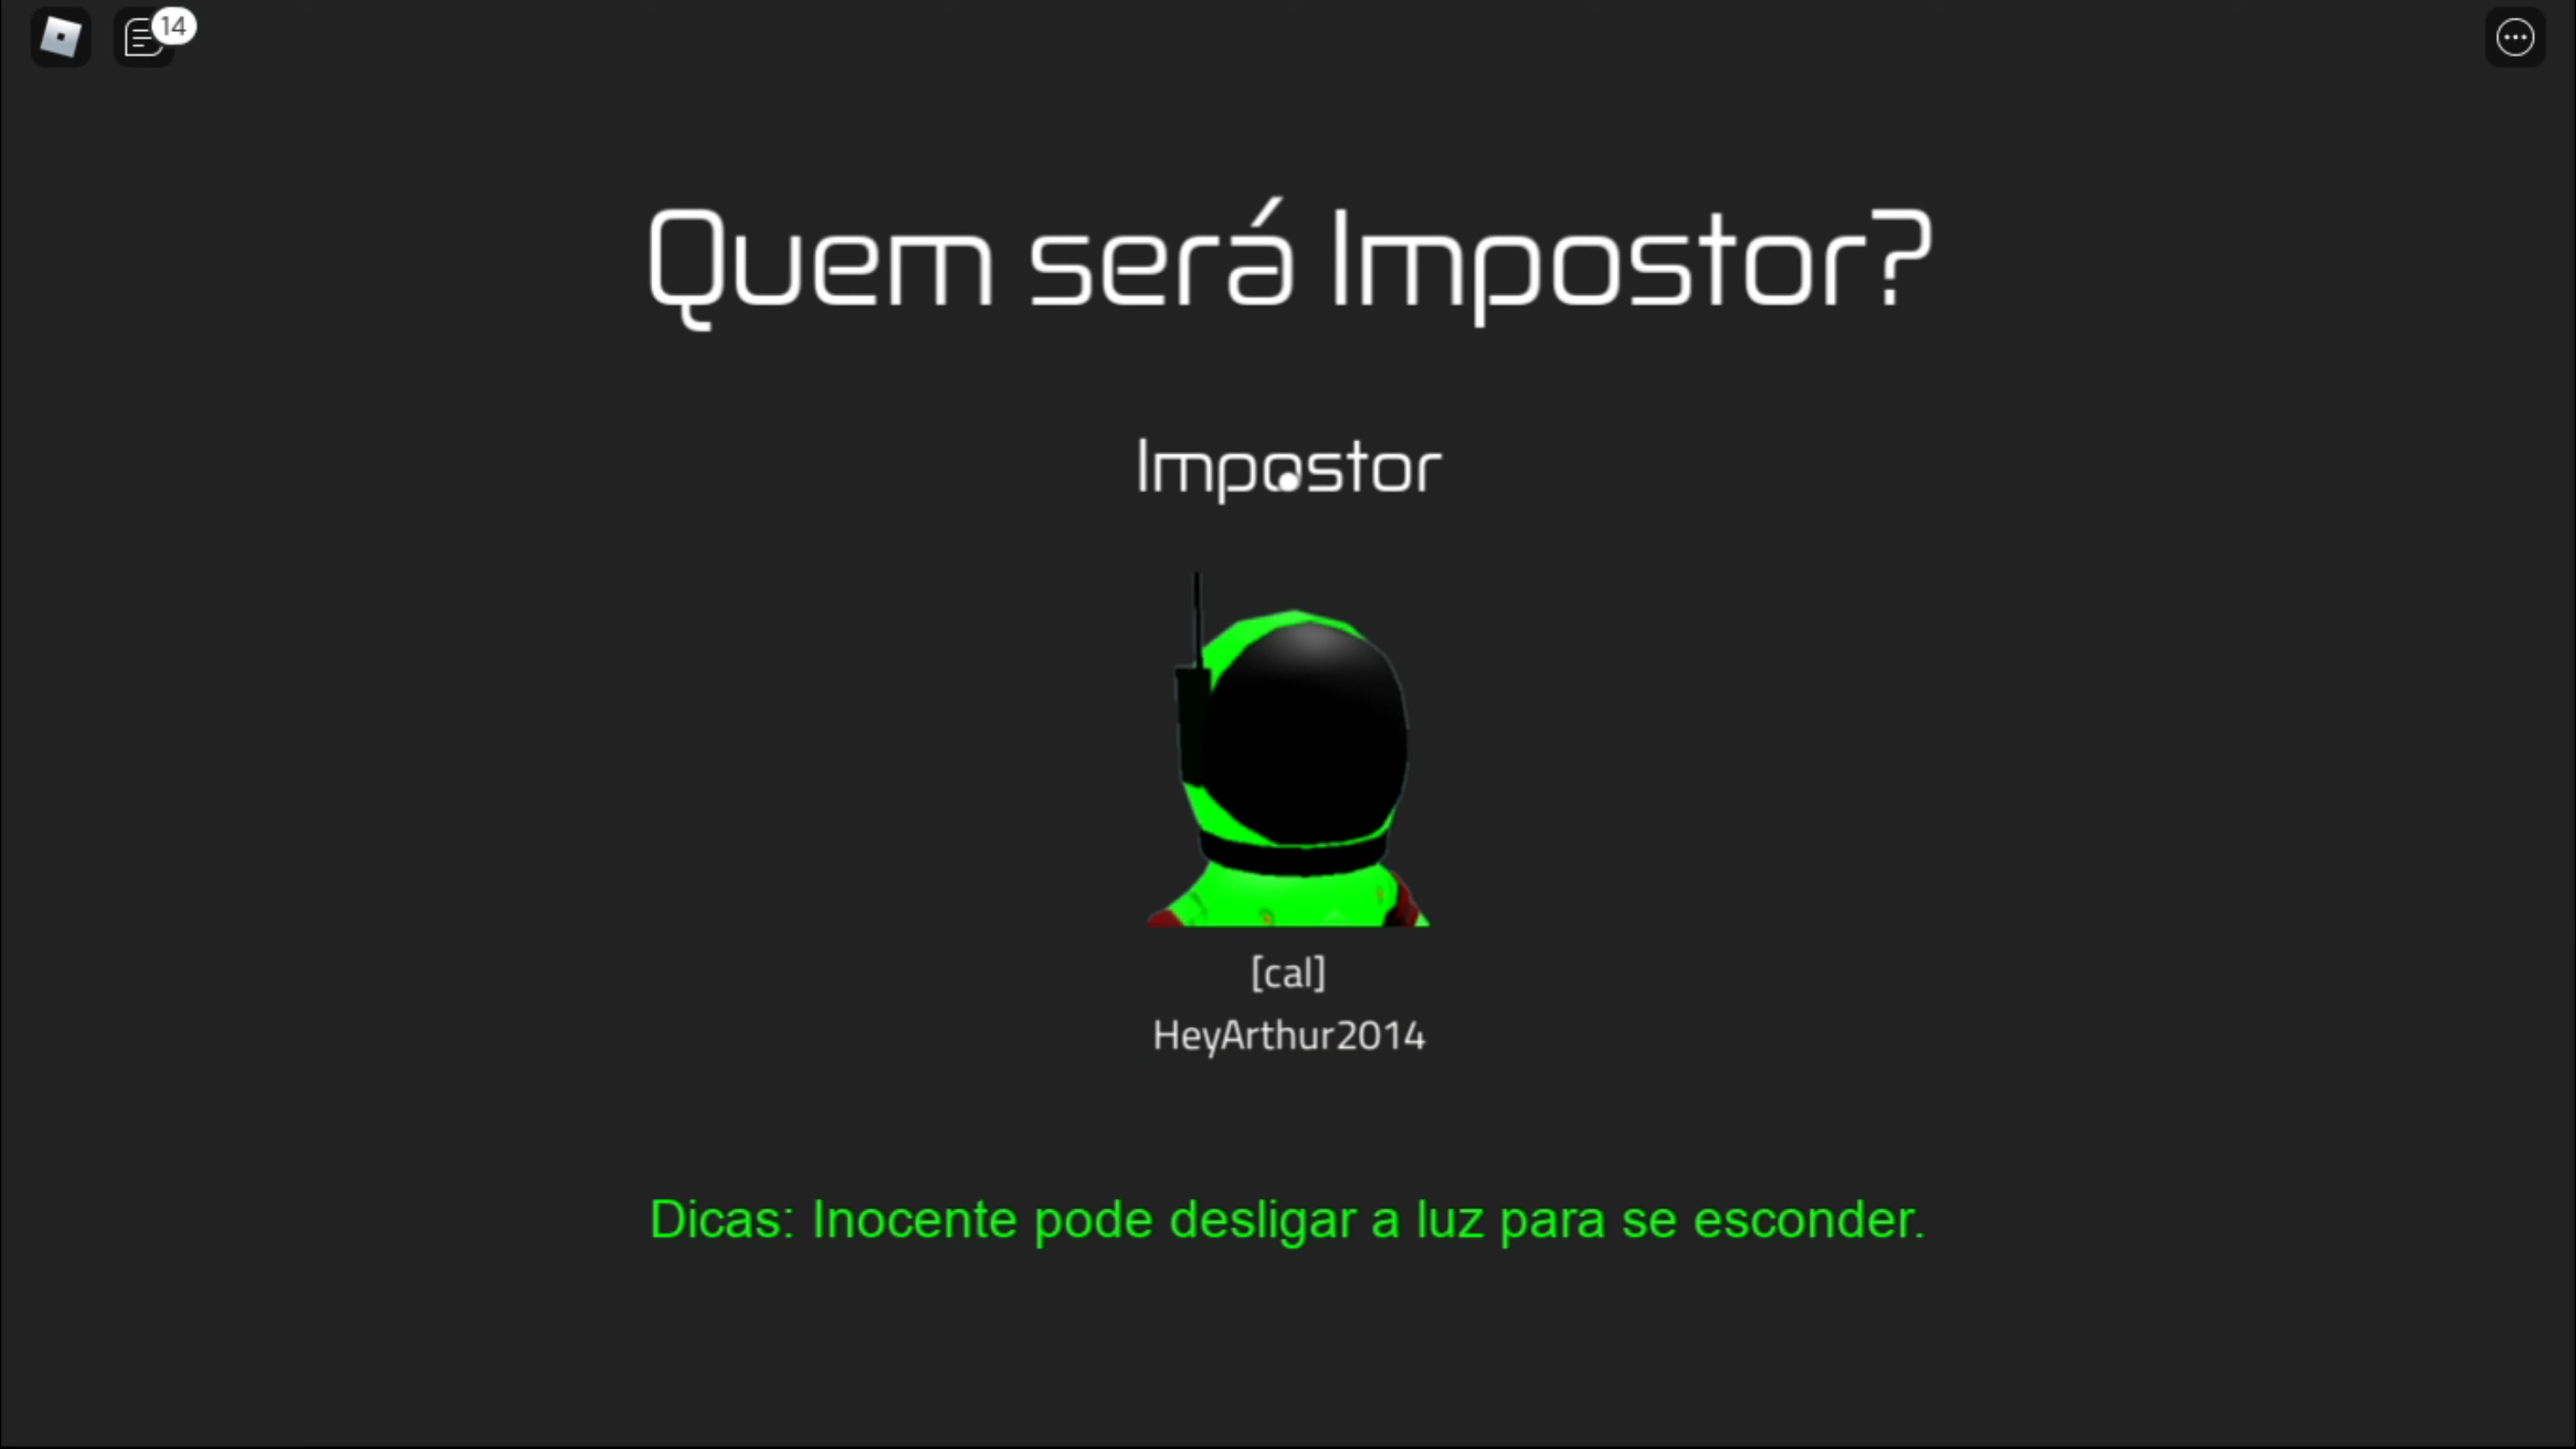 14
Quem será Impostor?
Impostor
[cal]
HeyArthur2014
Dicas: Inocente pode desligar a luz para se esconder.